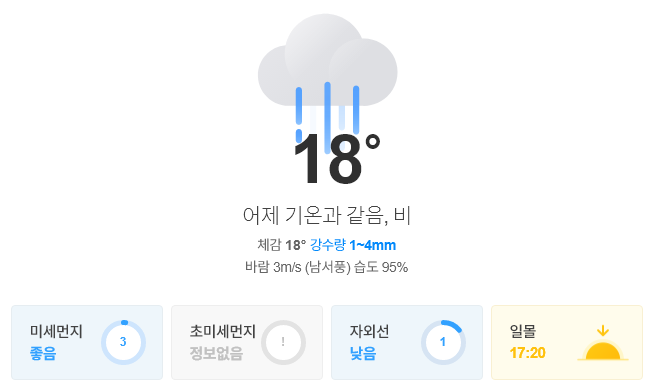 18°
어제 기온과 같음, 비
체감 18° 강수량 1~4mm
바람 3m/s (남서풍) 습도 95%
미세먼지
좋음
3
초미세먼지
정보없음
!
자외선
낮음
1
일몰
17:20